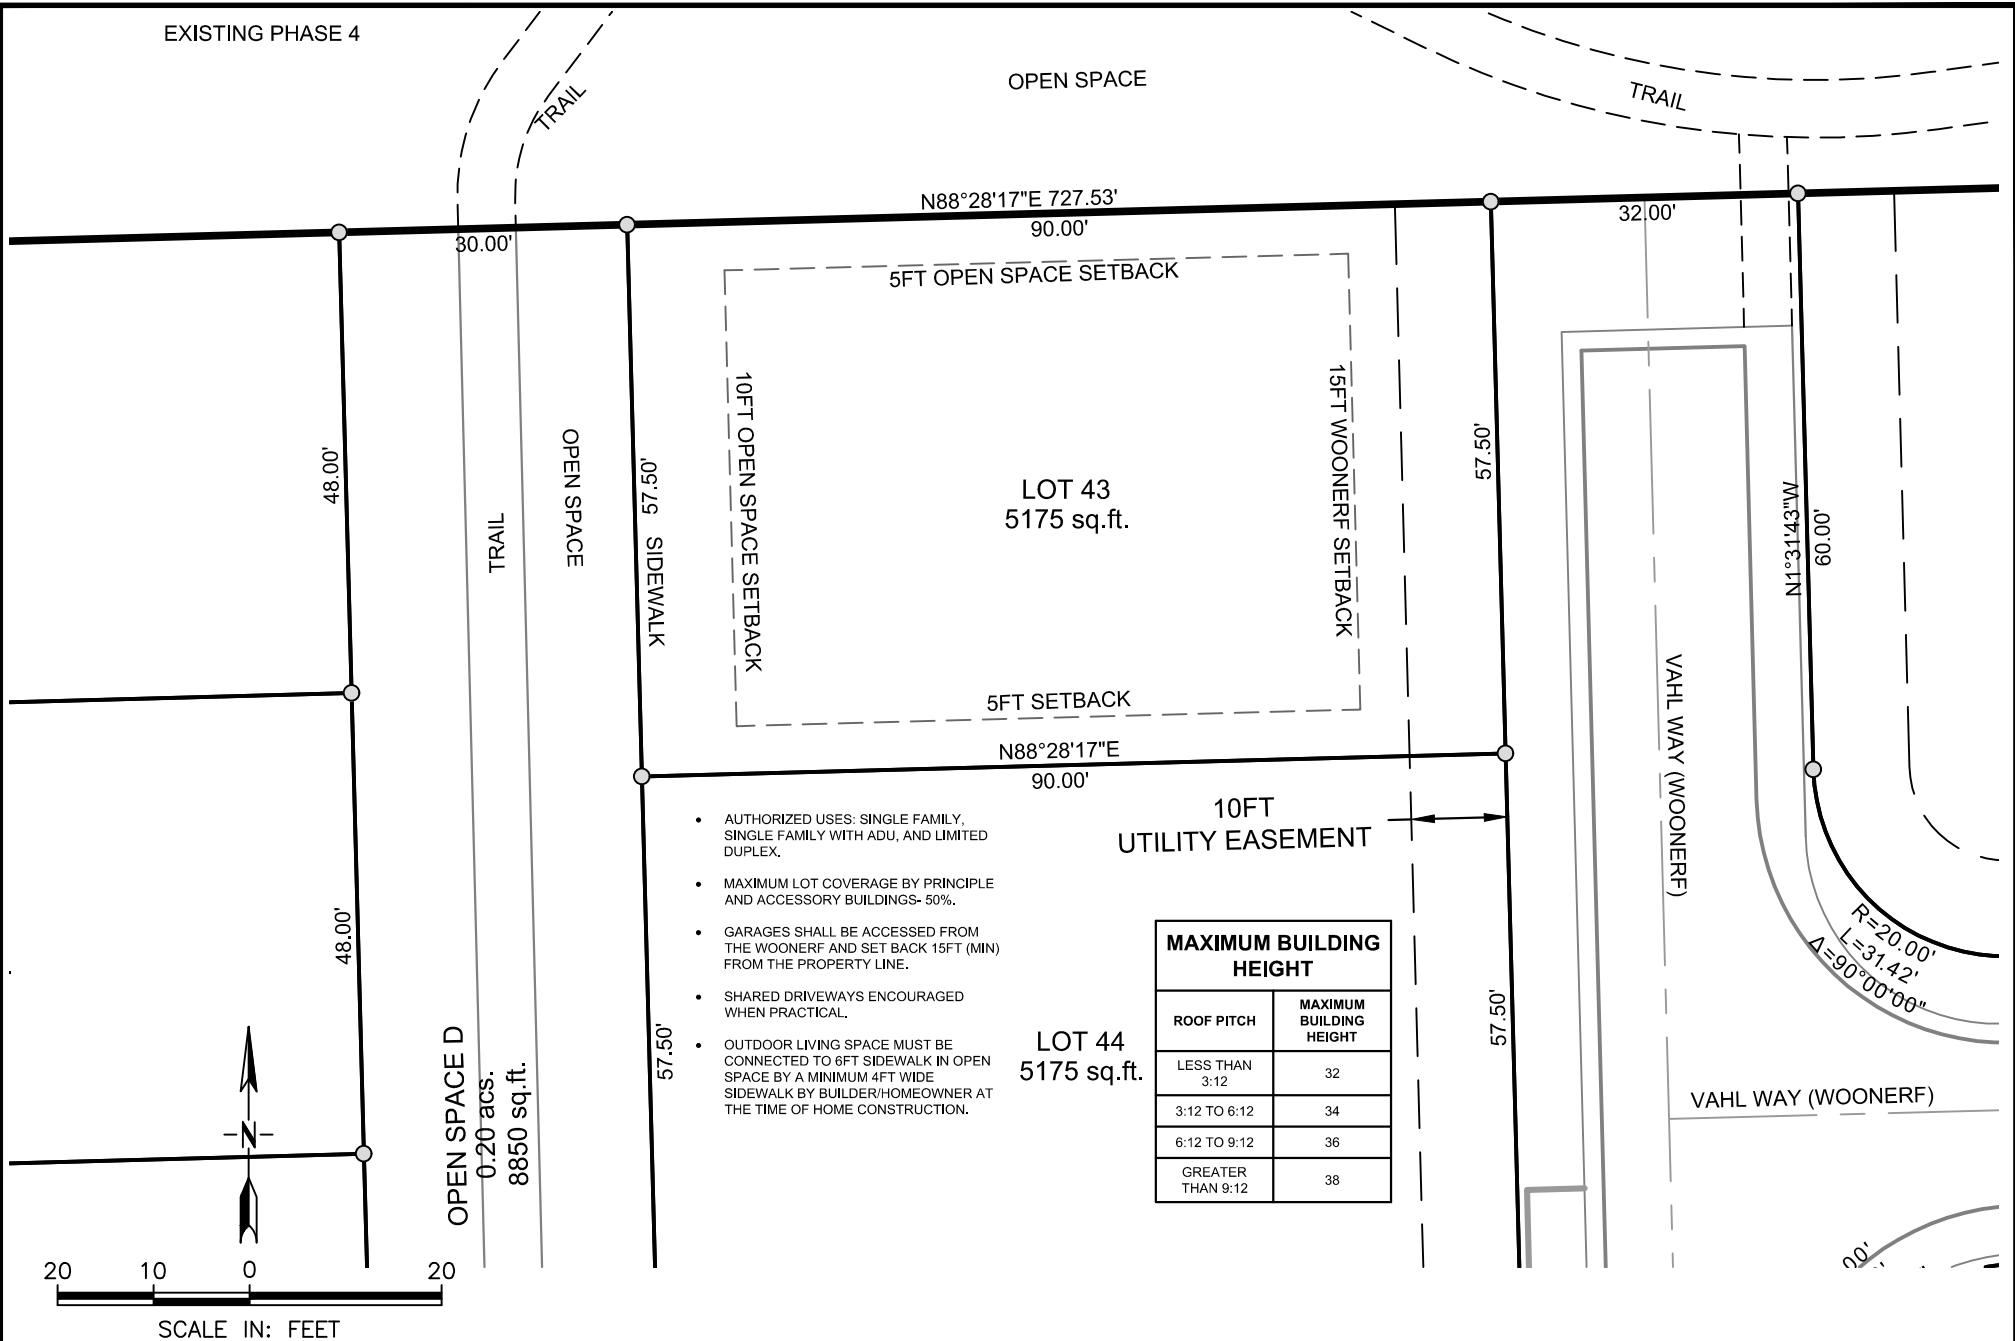 EXISTING PHASE 4
OPEN SPACE
TRAIL
TRAIL
N88°28'17"E 727.53'
30.00'
90.00'
32.00'
5FT OPEN SPACE SETBACK
10FT OPEN SPACE SETBACK
15FT WOONERF SETBACK
48.00'
57.50'
SIDEWALK
OPEN SPACE
TRAIL
LOT 43
5175 sq.ft.
57.50'
N1°31'43"W
60.00'
5FT SETBACK
N88°28'17"E
90.00'
VAHL WAY (WOONERF)
10FT
UTILITY EASEMENT
• AUTHORIZED USES: SINGLE FAMILY,
SINGLE FAMILY WITH ADU, AND LIMITED
DUPLEX.
• MAXIMUM LOT COVERAGE BY PRINCIPLE
AND ACCESSORY BUILDINGS- 50%.
• GARAGES SHALL BE ACCESSED FROM
THE WOONERF AND SET BACK 15FT (MIN)
FROM THE PROPERTY LINE.
• SHARED DRIVEWAYS ENCOURAGED
WHEN PRACTICAL.
• OUTDOOR LIVING SPACE MUST BE
CONNECTED TO 6FT SIDEWALK IN OPEN
SPACE BY A MINIMUM 4FT WIDE
SIDEWALK BY BUILDER/HOMEOWNER AT
THE TIME OF HOME CONSTRUCTION.
48.00'
57.50'
LOT 44
5175 sq.ft.
MAXIMUM BUILDING
HEIGHT
ROOF PITCH
MAXIMUM
BUILDING
HEIGHT
LESS THAN
3:12
32
3:12 TO 6:12
34
6:12 TO 9:12
36
GREATER
THAN 9:12
38
57.50'
R=20.00'
L=31.42'
Δ=90°00'00"
VAHL WAY (WOONERF)
OPEN SPACE D
0.20 acs.
8850 sq.ft.
N
20 10 0 20
SCALE IN: FEET